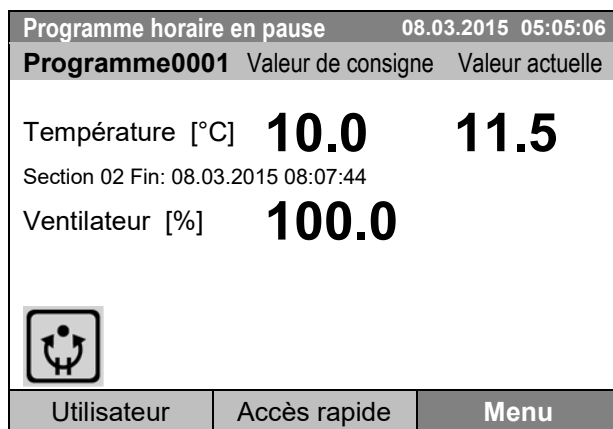 Programme horaire en pause 08.03.2015 05:05:06
Programme0001 Valeur de consigne Valeur actuelle
Température [°C] 10.0 11.5
Section 02 Fin: 08.03.2015 08:07:44
Ventilateur [%] 100.0
Utilisateur Accès rapide Menu